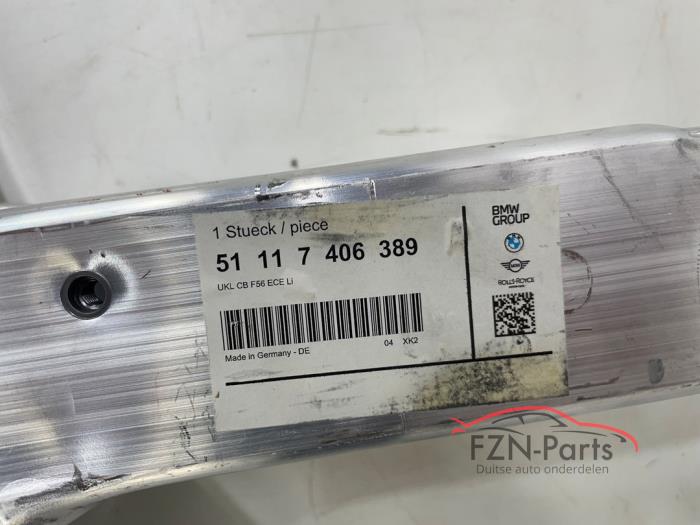 1 Stueck / piece
51 11 7 406 389
UKL CB F56 ECE Li
Made in Germany - DE 04 XK2
BMW
GROUP
MINI
ROLLS-ROYCE
FZN-Parts
Duitse auto onderdelen